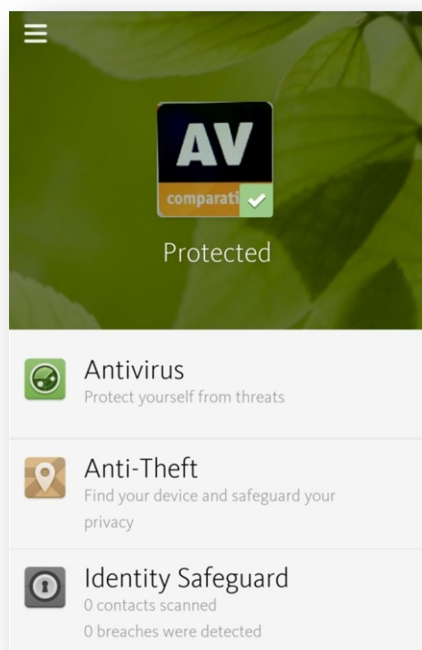 AV
comparati
Protected
Antivirus
Protect yourself from threats
Anti-Theft
Find your device and safeguard your
privacy
Identity Safeguard
0 contacts scanned
0 breaches were detected